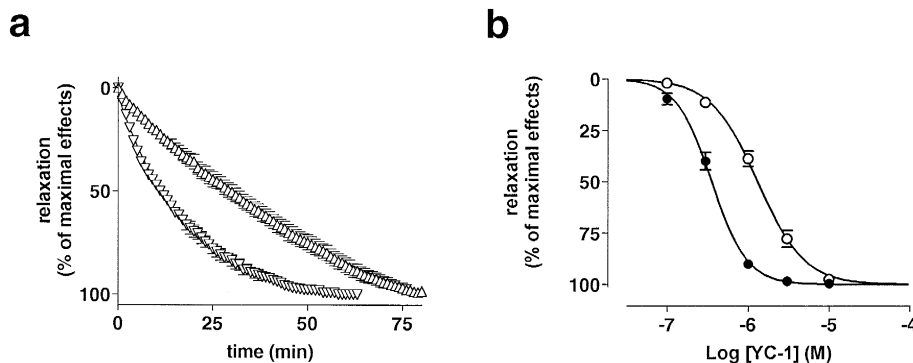 a
relaxation
(% of maximal effects)
0
50
100
0
25
50
75
time (min)
b
relaxation
(% of maximal effects)
0
25
50
75
100
-7
-6
-5
-4
Log [YC-1] (M)